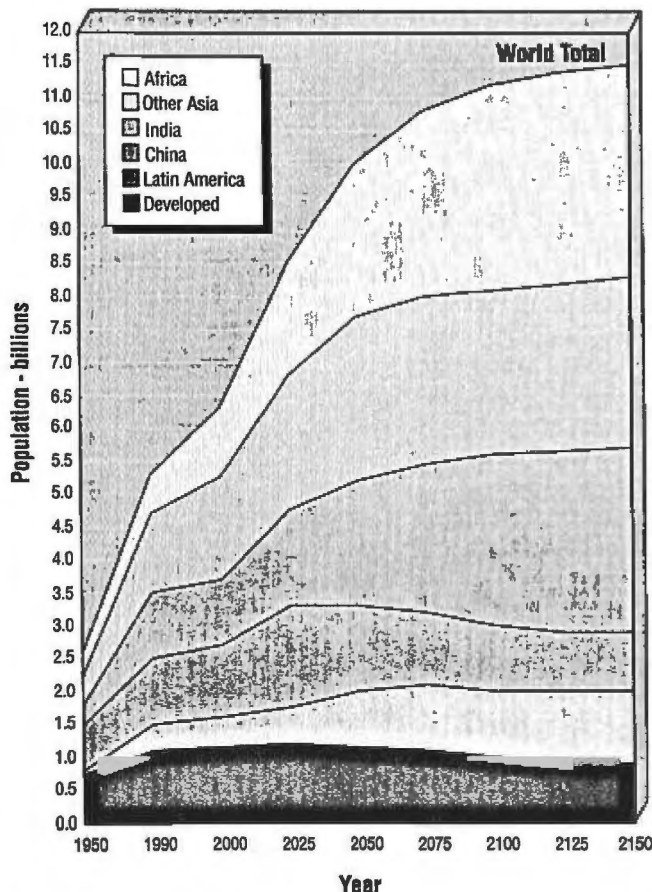 World Total
Africa
Other Asia
India
China
Latin America
Developed
Population - billions
12.0
11.5
11.0
10.5
10.0
9.5
9.0
8.5
8.0
7.5
7.0
6.5
6.0
5.5
5.0
4.5
4.0
3.5
3.0
2.5
2.0
1.5
1.0
0.5
0.0
1950 1990 2000 2025 2050 2075 2100 2125 2150
Year